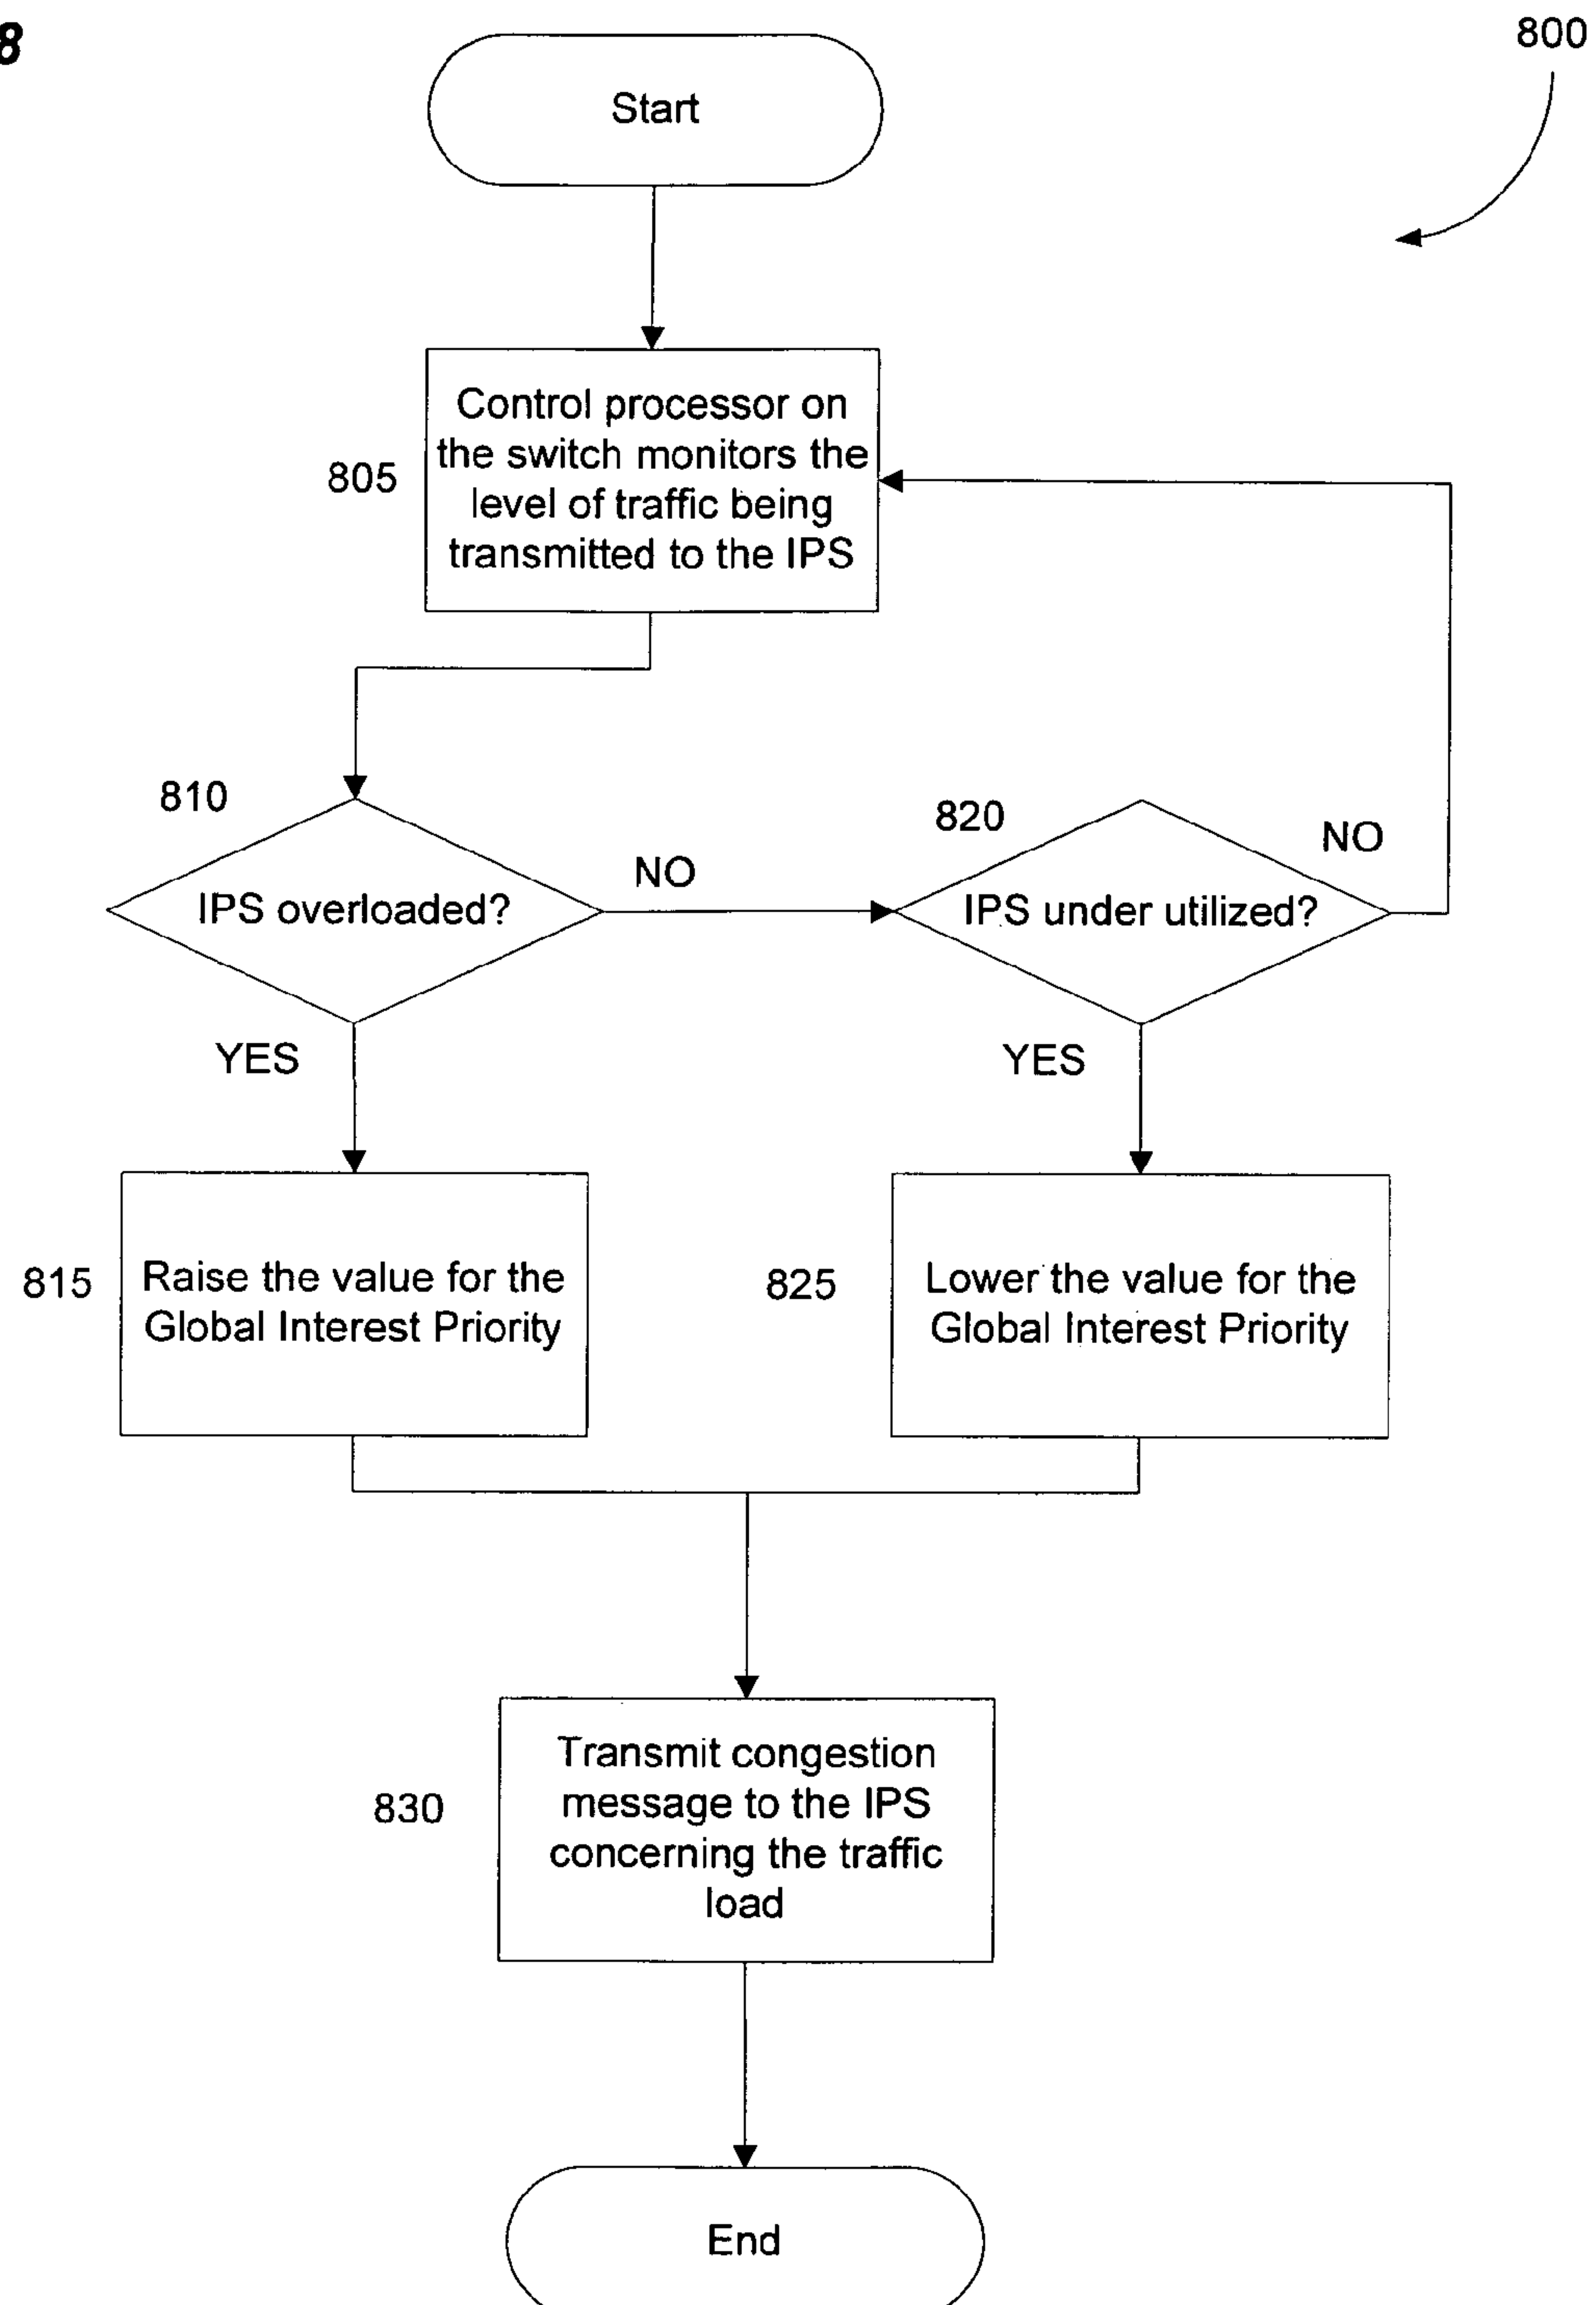 8
800
Start
805
Control processor on
the switch monitors the
level of traffic being
transmitted to the IPS
810
IPS overloaded?
NO
820
IPS under utilized?
NO
YES
YES
815
Raise the value for the
Global Interest Priority
825
Lower the value for the
Global Interest Priority
830
Transmit congestion
message to the IPS
concerning the traffic
load
End